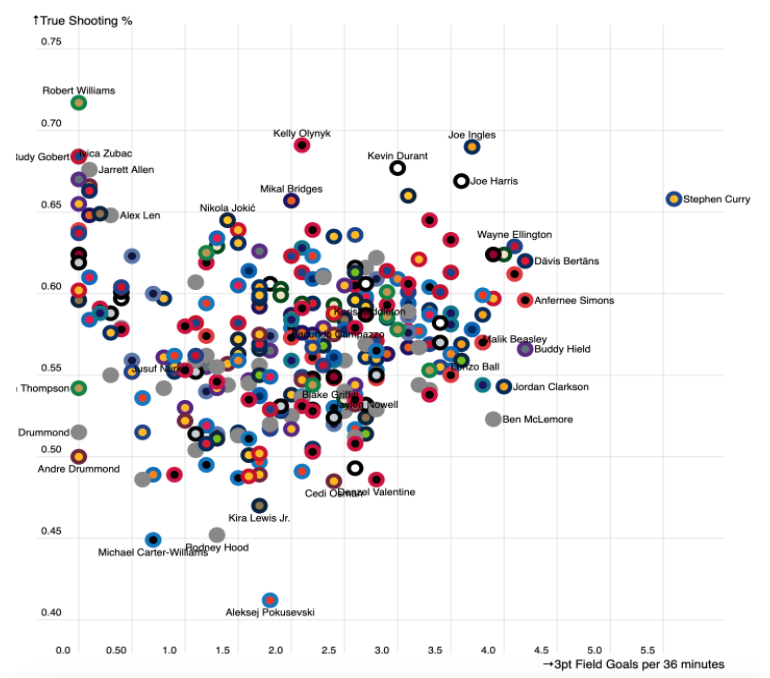 ↑True Shooting %
0.75
Robert Williams
0.70
Kelly Olynyk
Joe Ingles
Kevin Durant
Rudy Gobert
Ivica Zubac
Jarrett Allen
Joe Harris
Mikal Bridges
Stephen Curry
0.65
Nikola Jokić
Alex Len
Wayne Ellington
Dāvis Bertāns
0.60
Anfernee Simons
Facundo Campazzo
Malik Beasley
Buddy Hield
0.55
Jusuf Nurkić
Lonzo Ball
Thompson
Jordan Clarkson
Blake Griffin
Nowell
Ben McLemore
Drummond
0.50
Andre Drummond
Cedi Osman
Denzel Valentine
Kira Lewis Jr.
0.45
Rodney Hood
Michael Carter-Williams
Aleksej Pokusevski
0.40
0.0
0.50
1.0
1.5
2.0
2.5
3.0
3.5
4.0
4.5
5.0
5.5
→3pt Field Goals per 36 minutes